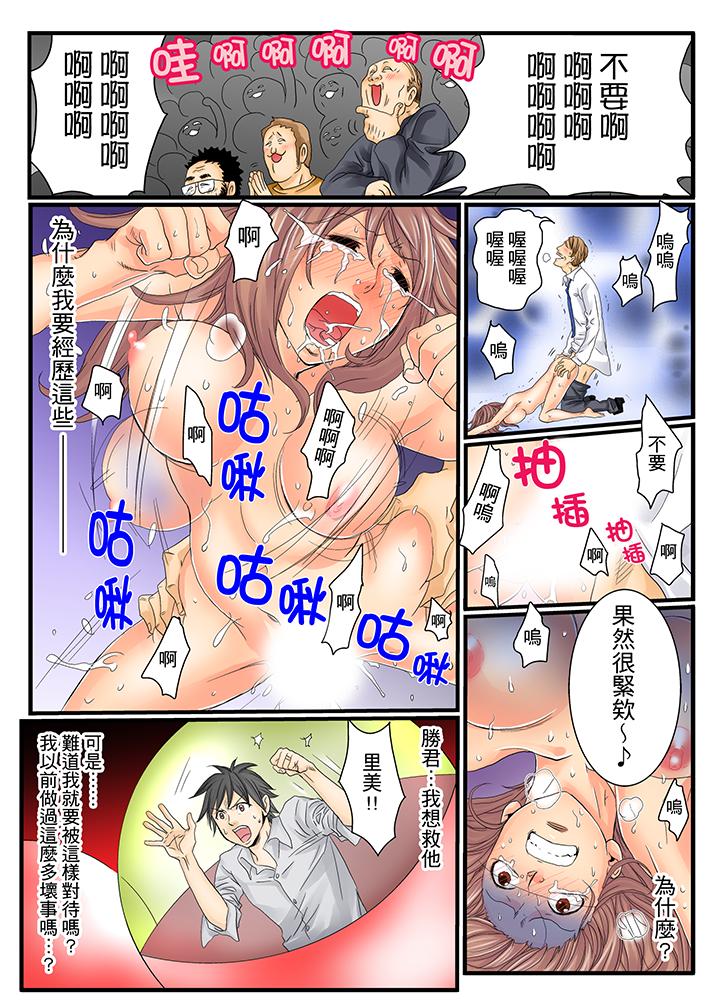 不要啊
啊啊啊
啊啊啊啊
啊啊啊啊
啊啊啊
啊
啊
啊
啊
哇
嗚嗚
嗚
喔喔喔
喔喔
嗚
不要
抽
插
抽
插
啊嗚
啊
啊
嗚
果然很緊欸～♪
嗚
嗚
為什麼？
啊
為什麼我要經歷這些——
啊
啊
啊啊啊
咕啾
咕啾
咕啾
咕啾
啊
啊
啊
勝君…我想救他
里美!!
可是……
難道我就要被這樣對待嗎？
我以前做過這麼多壞事嗎…？